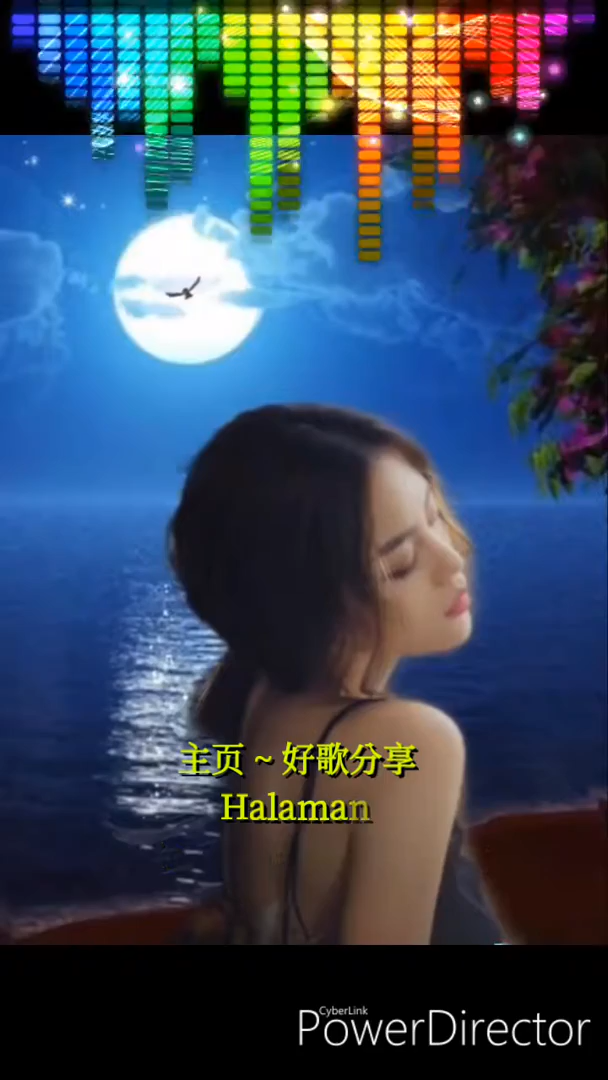 主页 ~ 好歌分享
Halaman
CyberLink
PowerDirector